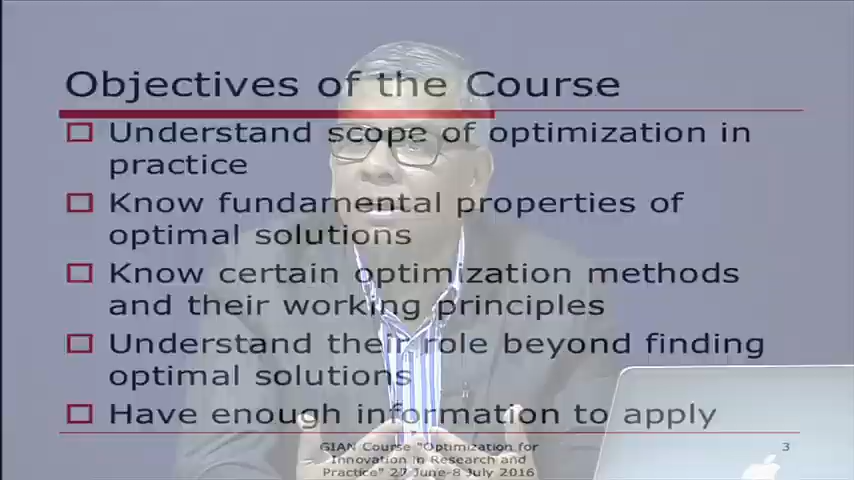 Objectives of the Course
Understand scope of optimization in
practice
Know fundamental properties of
optimal solutions
Know certain optimization methods
and their working principles
Understand their role beyond finding
optimal solutions
Have enough information to apply
GIAN Course "Optimization for
Innovation in Research and
Practice" 27 June-8 July 2016
3